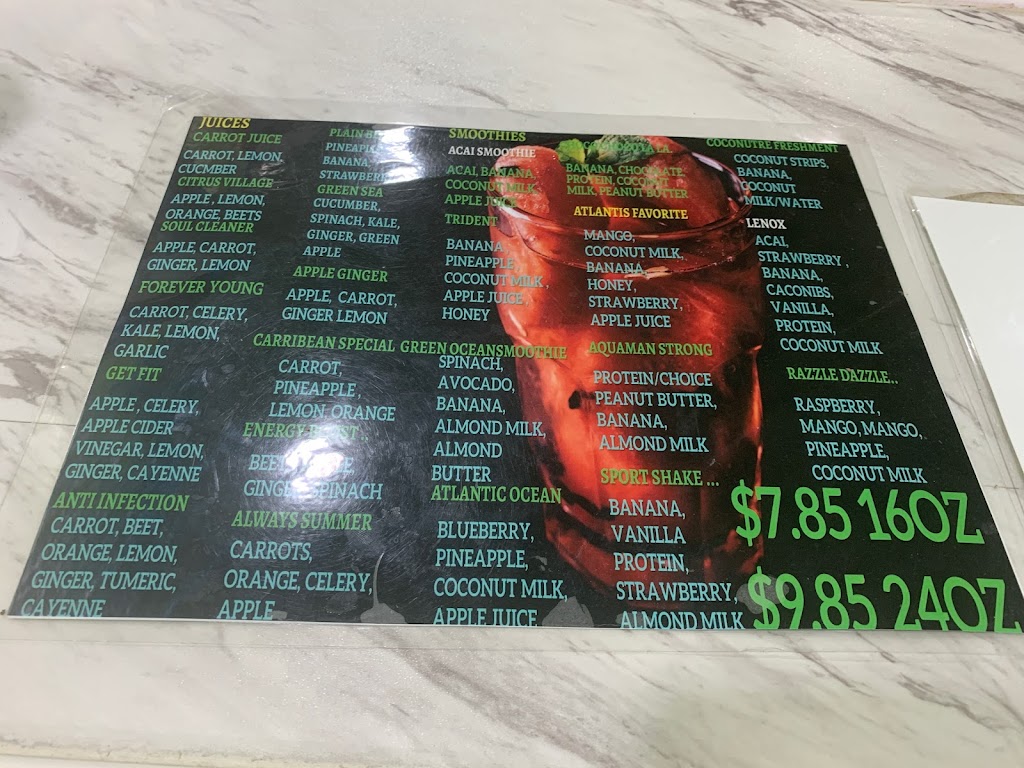 JUICES
CARROT JUICE
CARROT, LEMON,
CUCMBER
CITRUS VILLAGE
APPLE , LEMON,
ORANGE, BEETS
SOUL CLEANER
APPLE, CARROT,
GINGER, LEMON
FOREVER YOUNG
CARROT, CELERY,
KALE, LEMON,
GARLIC
GET FIT
APPLE , CELERY,
APPLE CIDER
VINEGAR, LEMON,
GINGER, CAYENNE
ANTI INFECTION
CARROT, BEET,
ORANGE, LEMON,
GINGER, TUMERIC,
CAYENNE
PLAIN
PINEAPPLE
BANANA,
STRAWBERRY
GREEN SEA
CUCUMBER,
SPINACH, KALE,
GINGER, GREEN
APPLE
APPLE GINGER
APPLE, CARROT,
GINGER LEMON
CARRIBEAN SPECIAL
CARROT,
PINEAPPLE ,
LEMON, ORANGE
ENERGY
GINGER, SPINACH
ALWAYS SUMMER
CARROTS,
ORANGE, CELERY,
APPLE
SMOOTHIES
ACAI SMOOTHIE
ACAI, BANANA,
COCONUT MILK,
APPLE JUICE
TRIDENT
BANANA,
PINEAPPLE ,
COCONUT MILK ,
APPLE JUICE ,
HONEY
GREEN OCEANSMOOTHIE
SPINACH,
AVOCADO,
BANANA,
ALMOND MILK,
ALMOND
BUTTER
ATLANTIC OCEAN
BLUEBERRY,
PINEAPPLE,
COCONUT MILK,
APPLE JUICE
BANANA, CHOCOLATE
PROTEIN, COCONUT
MILK, PEANUT BUTTER
ATLANTIS FAVORITE
MANGO,
COCONUT MILK,
BANANA,
HONEY,
STRAWBERRY,
APPLE JUICE
AQUAMAN STRONG
PROTEIN/CHOICE
PEANUT BUTTER,
BANANA,
ALMOND MILK
SPORT SHAKE ...
BANANA,
VANILLA
PROTEIN,
STRAWBERRY,
ALMOND MILK
COCONUTREFRESHMENT
COCONUT STRIPS,
BANANA,
COCONUT
MILK/WATER
LENOX
ACAI,
STRAWBERRY ,
BANANA,
CACONIBS,
VANILLA,
PROTEIN,
COCONUT MILK
RAZZLE D'AZZLE...
RASPBERRY,
MANGO, MANGO,
PINEAPPLE,
COCONUT MILK
$7.85 16OZ
$9.85 24OZ